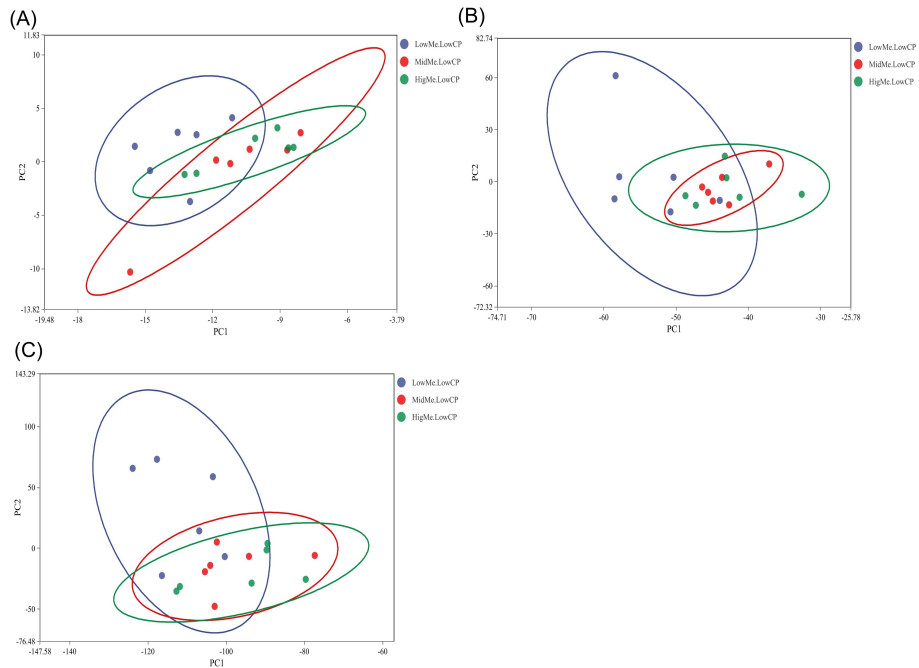 (A)
11.83
10
5
0
-5
-10
-13.82
-19.48
-18
-15
-12
-9
-6
-3.79
PC1
PC2
LowMe.LowCP
MidMe.LowCP
HigMe.LowCP
(B)
82.74
60
30
0
-30
-60
-72.32
-74.71
-70
-60
-50
-40
-30
-25.78
PC1
PC2
LowMe.LowCP
MidMe.LowCP
HigMe.LowCP
(C)
143.29
100
50
0
-50
-76.48
-147.58
-140
-120
-100
-80
-60
PC1
PC2
LowMe.LowCP
MidMe.LowCP
HigMe.LowCP